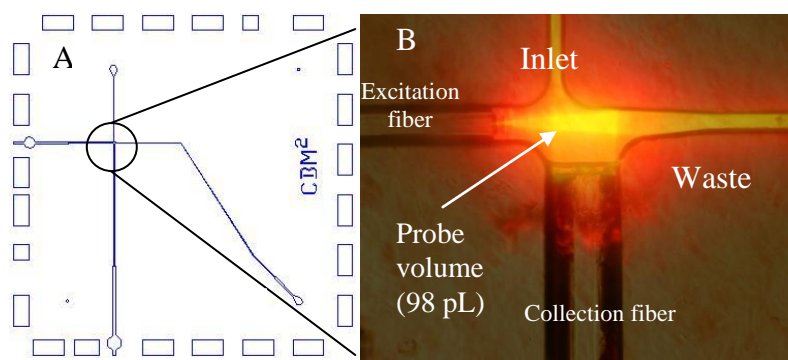 A
CBM²
B
Inlet
Excitation
fiber
Waste
Probe
volume
(98 pL)
Collection fiber